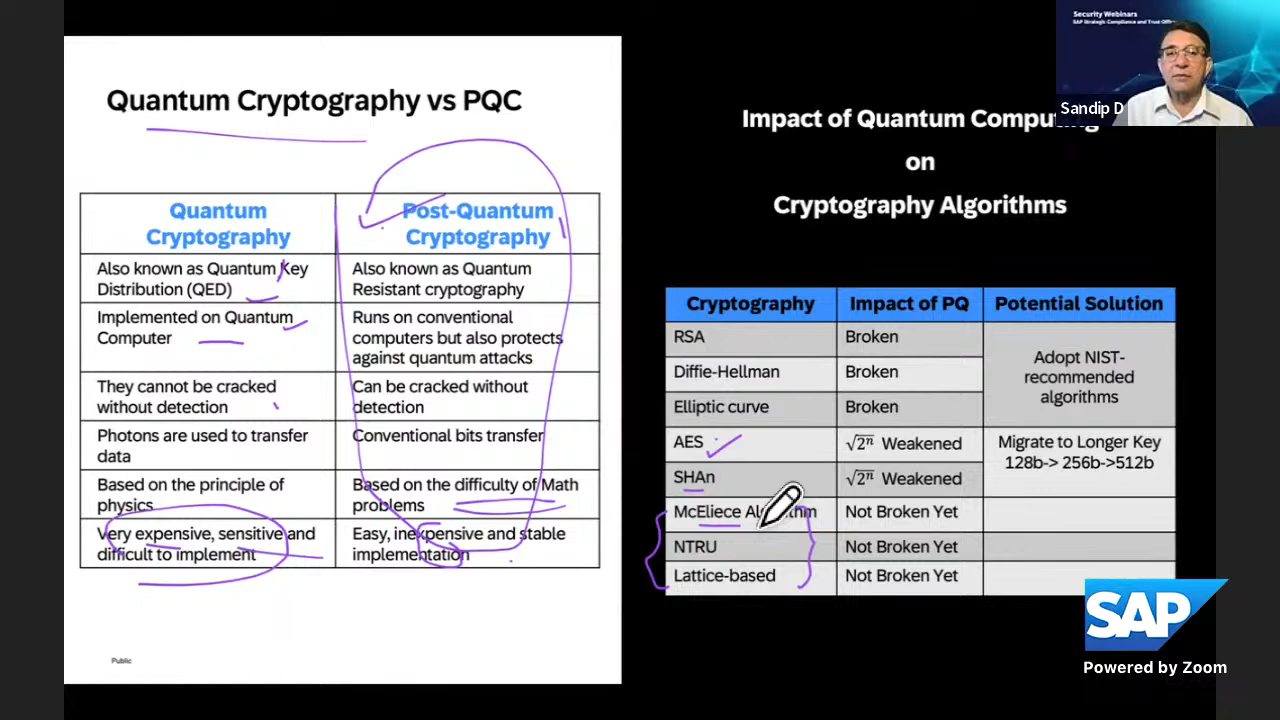 Security Webinars
Sandip D
Quantum Cryptography vs PQC
Quantum
Cryptography
Post-Quantum
Cryptography
Also known as Quantum Key
Distribution (QED)
Also known as Quantum
Resistant cryptography
Implemented on Quantum
Computer
Runs on conventional
computers but also protects
against quantum attacks
They cannot be cracked
without detection
Can be cracked without
detection
Photons are used to transfer
data
Conventional bits transfer
Based on the principle of
physics
Based on the difficulty of Math
problems
Very expensive, sensitive and
difficult to implement
Easy, inexpensive and stable
implementation
Public
Impact of Quantum Computing
on
Cryptography Algorithms
Cryptography
Impact of PQ
Potential Solution
RSA
Broken
Adopt NIST-
recommended
algorithms
Diffie-Hellman
Broken
Elliptic curve
Broken
AES
√2ⁿ Weakened
Migrate to Longer Key
128b-> 256b->512b
SHAn
√2ⁿ Weakened
McEliece Algorithm
Not Broken Yet
NTRU
Not Broken Yet
Lattice-based
Not Broken Yet
SAP
Powered by Zoom